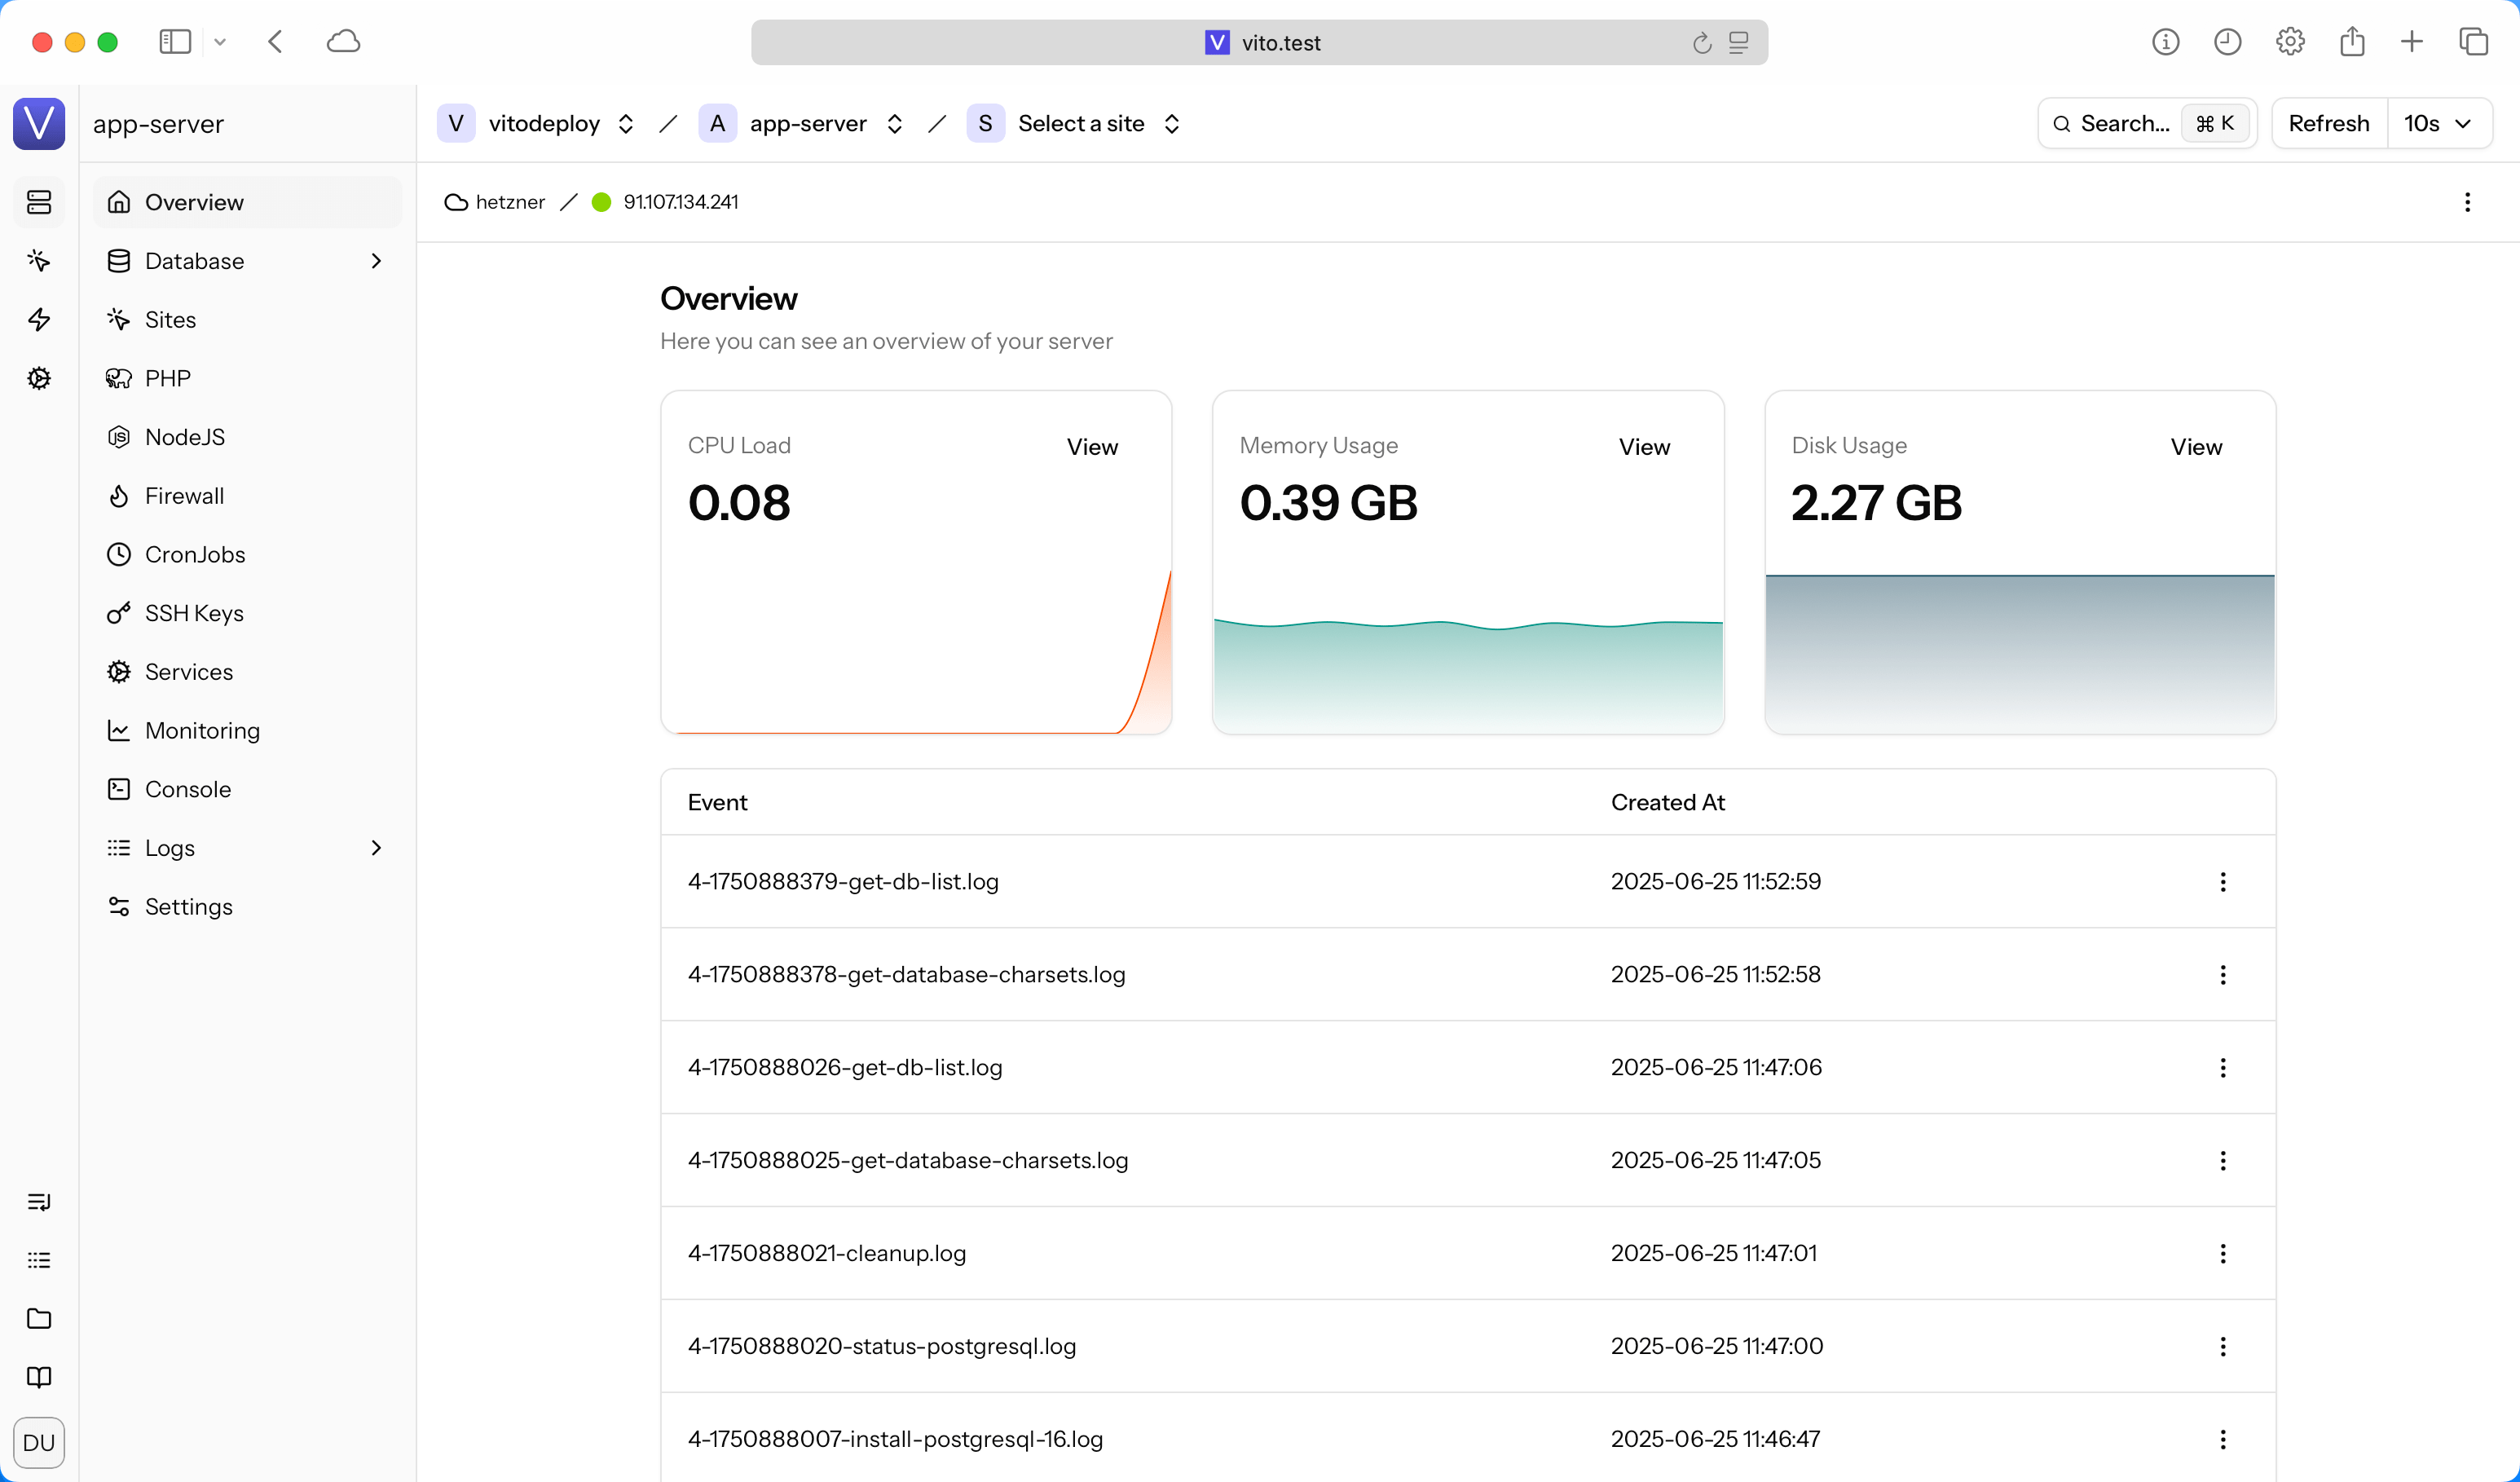 V vito.test
V
app-server
V vitodeploy / A app-server / S Select a site
Search... ⌘ K
Refresh
10s
hetzner / 91.107.134.241
Overview
Database
Sites
PHP
NodeJS
Firewall
CronJobs
SSH Keys
Services
Monitoring
Console
Logs
Settings
DU
Overview
Here you can see an overview of your server
CPU Load View
0.08
Memory Usage View
0.39 GB
Disk Usage View
2.27 GB
Event Created At
4-1750888379-get-db-list.log 2025-06-25 11:52:59
4-1750888378-get-database-charsets.log 2025-06-25 11:52:58
4-1750888026-get-db-list.log 2025-06-25 11:47:06
4-1750888025-get-database-charsets.log 2025-06-25 11:47:05
4-1750888021-cleanup.log 2025-06-25 11:47:01
4-1750888020-status-postgresql.log 2025-06-25 11:47:00
4-1750888007-install-postgresql-16.log 2025-06-25 11:46:47